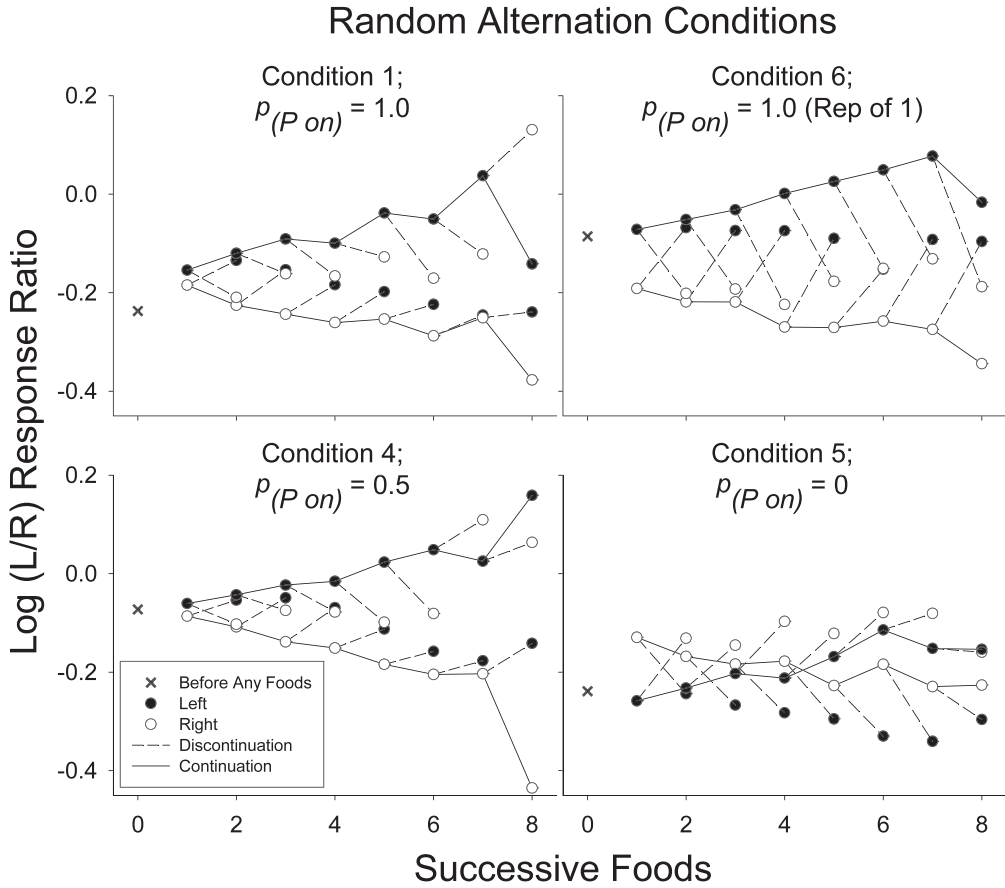 Random Alternation Conditions
Condition 1;
p(P on) = 1.0
Condition 6;
p(P on) = 1.0 (Rep of 1)
0.2
0.0
-0.2
-0.4
Condition 4;
p(P on) = 0.5
Condition 5;
p(P on) = 0
0.2
0.0
-0.2
-0.4
Before Any Foods
Left
Right
Discontinuation
Continuation
0 2 4 6 8
0 2 4 6 8
Log (L/R) Response Ratio
Successive Foods